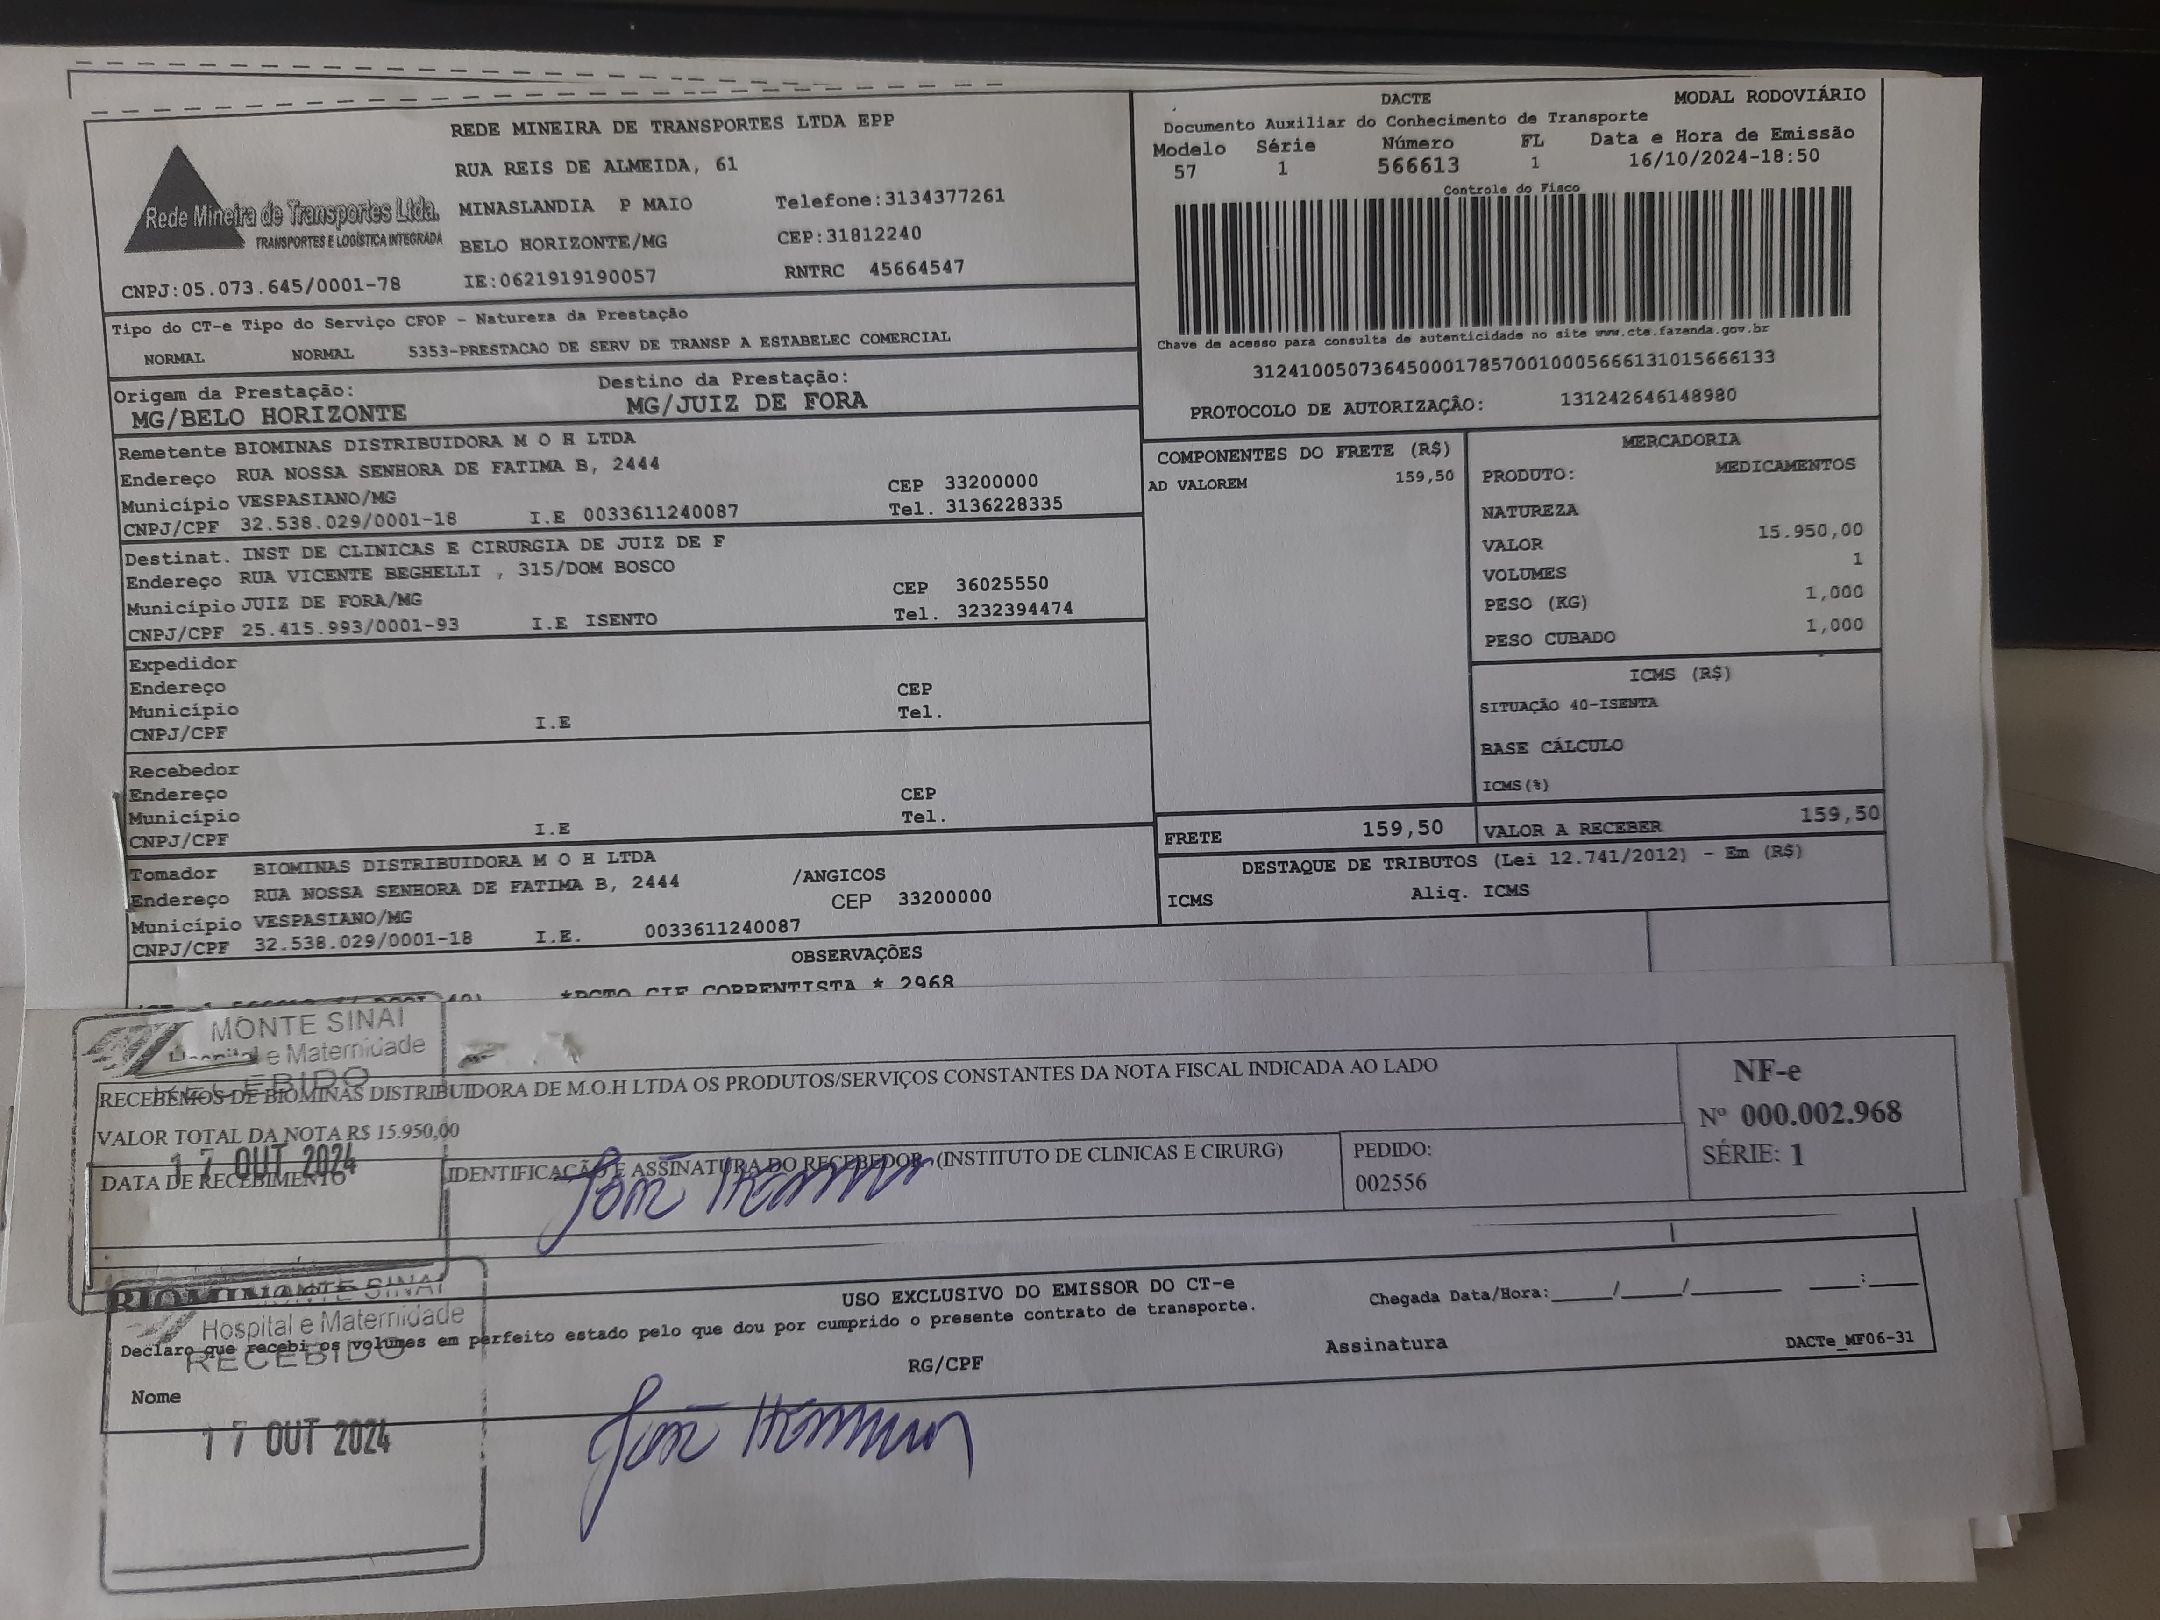 REDE MINEIRA DE TRANSPORTES LTDA EPP
RUA REIS DE ALMEIDA, 61
MINASLANDIA P MAIO Telefone:3134377261
BELO HORIZONTE/MG CEP:31812240
Rede Mineira de Transportes Ltda.
TRANSPORTES E LOGÍSTICA INTEGRADA
CNPJ:05.073.645/0001-78 IE:0621919190057 RNTRC 45664547
DACTE MODAL RODOVIÁRIO
Documento Auxiliar do Conhecimento de Transporte
Modelo Série Número FL Data e Hora de Emissão
57 1 566613 1 16/10/2024-18:50
Controle do Fisco
Chave de acesso para consulta de autenticidade no site www.cte.fazenda.gov.br
31241005073645000178570010005666131015666133
PROTOCOLO DE AUTORIZAÇÂO: 131242646148980
Tipo do CT-e Tipo do Serviço CFOP - Natureza da Prestação
NORMAL NORMAL 5353-PRESTACAO DE SERV DE TRANSP A ESTABELEC COMERCIAL
Origem da Prestação: Destino da Prestação:
MG/BELO HORIZONTE MG/JUIZ DE FORA
Remetente BIOMINAS DISTRIBUIDORA M O H LTDA
Endereço RUA NOSSA SENHORA DE FATIMA B, 2444
Município VESPASIANO/MG CEP 33200000
CNPJ/CPF 32.538.029/0001-18 I.E 0033611240087 Tel. 3136228335
Destinat. INST DE CLINICAS E CIRURGIA DE JUIZ DE F
Endereço RUA VICENTE BEGHELLI , 315/DOM BOSCO
Município JUIZ DE FORA/MG CEP 36025550
CNPJ/CPF 25.415.993/0001-93 I.E ISENTO Tel. 3232394474
Expedidor
Endereço CEP
Município Tel.
CNPJ/CPF I.E
Recebedor
Endereço CEP
Município Tel.
CNPJ/CPF I.E
Tomador BIOMINAS DISTRIBUIDORA M O H LTDA
Endereço RUA NOSSA SENHORA DE FATIMA B, 2444 /ANGICOS
Município VESPASIANO/MG CEP 33200000
CNPJ/CPF 32.538.029/0001-18 I.E. 0033611240087
COMPONENTES DO FRETE (R$)
AD VALOREM 159,50
MERCADORIA
PRODUTO: MEDICAMENTOS
NATUREZA
VALOR 15.950,00
VOLUMES 1
PESO (KG) 1,000
PESO CUBADO 1,000
ICMS (R$)
SITUAÇÃO 40-ISENTA
BASE CÁLCULO
ICMS(%)
FRETE 159,50 VALOR A RECEBER 159,50
DESTAQUE DE TRIBUTOS (Lei 12.741/2012) - Em (R$)
ICMS Aliq. ICMS
OBSERVAÇÕES
*PGTO CIF CORRENTISTA * 2968
MONTE SINAI
Hospital e Maternidade
RECEBIDO
RECEBEMOS DE BIOMINAS DISTRIBUIDORA DE M.O.H LTDA OS PRODUTOS/SERVIÇOS CONSTANTES DA NOTA FISCAL INDICADA AO LADO
VALOR TOTAL DA NOTA R$ 15.950,00
17 OUT 2024
DATA DE RECEBIMENTO
IDENTIFICAÇÃO E ASSINATURA DO RECEBEDOR (INSTITUTO DE CLINICAS E CIRURG)
PEDIDO:
002556
NF-e
Nº 000.002.968
SÉRIE: 1
MONTE SINAI
Hospital e Maternidade
RECEBIDO
17 OUT 2024
USO EXCLUSIVO DO EMISSOR DO CT-e
Chegada Data/Hora:_____/_____/_______ ____:____
Declaro que recebi os volumes em perfeito estado pelo que dou por cumprido o presente contrato de transporte.
Nome RG/CPF Assinatura DACTe_MF06-31